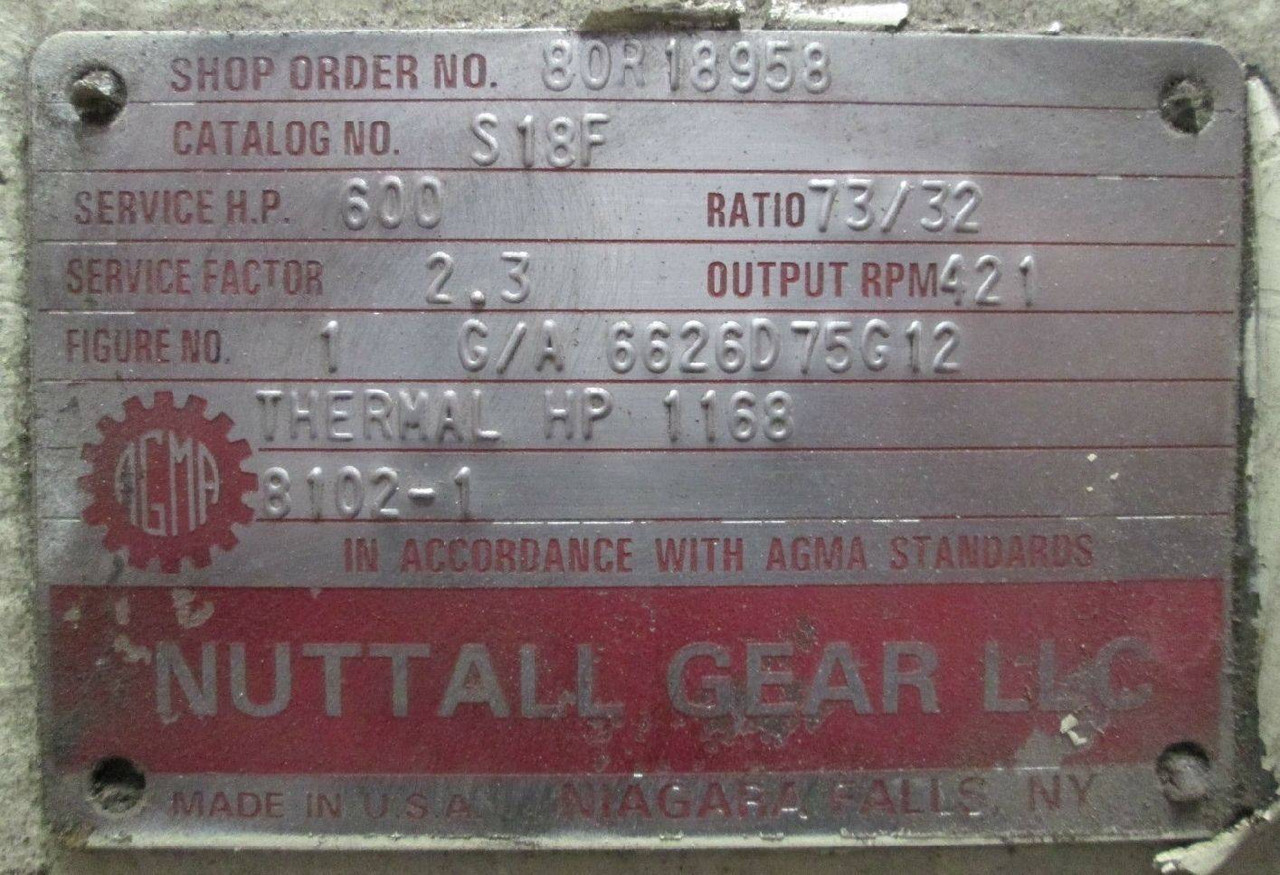 SHOP ORDER NO. 80R18958
CATALOG NO. S18F
SERVICE H.P. 600 RATIO 73/32
SERVICE FACTOR 2.3 OUTPUT RPM 421
FIGURE NO. 1 G/A 6626D75G12
THERMAL HP 1168
AGMA
8102-1
IN ACCORDANCE WITH AGMA STANDARDS
NUTTALL GEAR LLC
MADE IN U.S.A. NIAGARA FALLS, NY